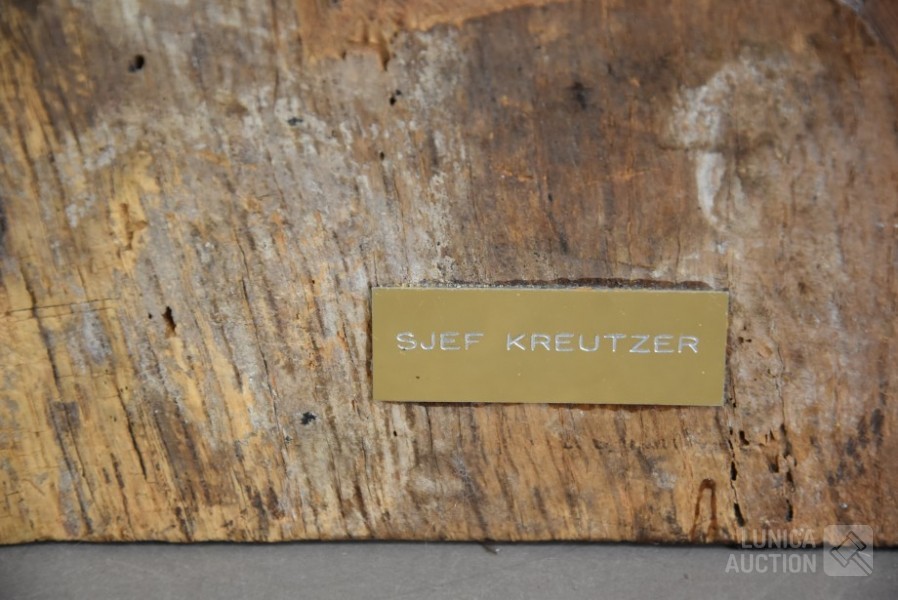 SJEF KREUTZER
LUNICA
AUCTION